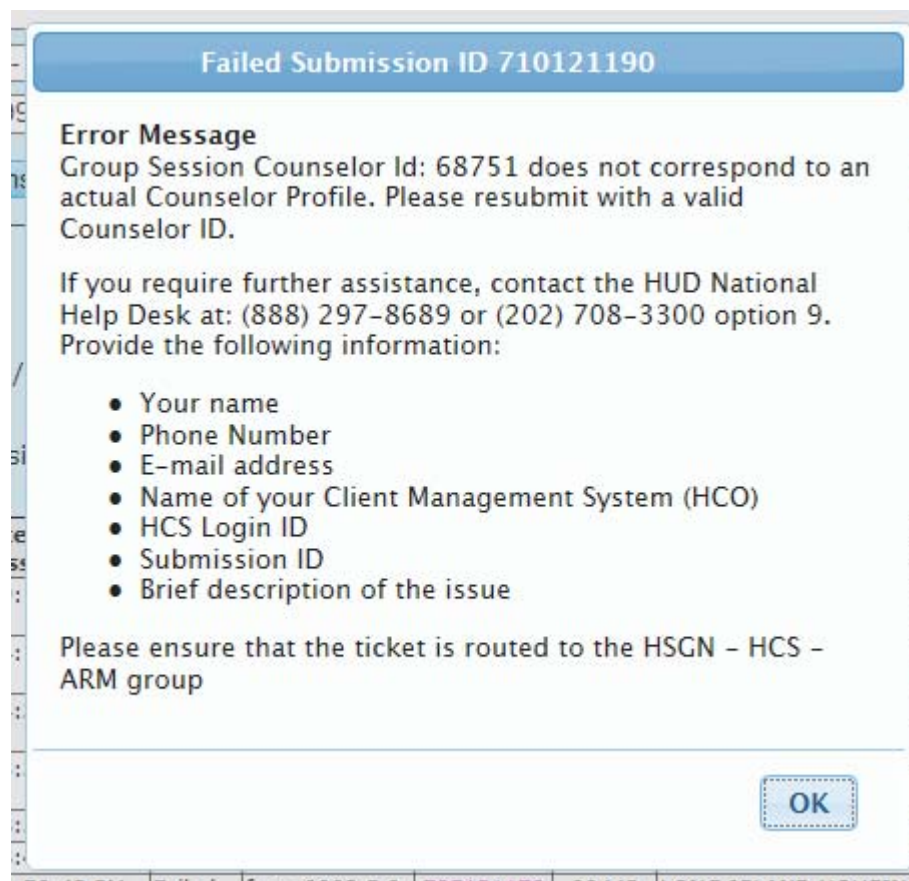 Failed Submission ID 710121190
Error Message
Group Session Counselor Id: 68751 does not correspond to an
actual Counselor Profile. Please resubmit with a valid
Counselor ID.
If you require further assistance, contact the HUD National
Help Desk at: (888) 297-8689 or (202) 708-3300 option 9.
Provide the following information:
● Your name
● Phone Number
● E-mail address
● Name of your Client Management System (HCO)
● HCS Login ID
● Submission ID
● Brief description of the issue
Please ensure that the ticket is routed to the HSGN - HCS -
ARM group
OK